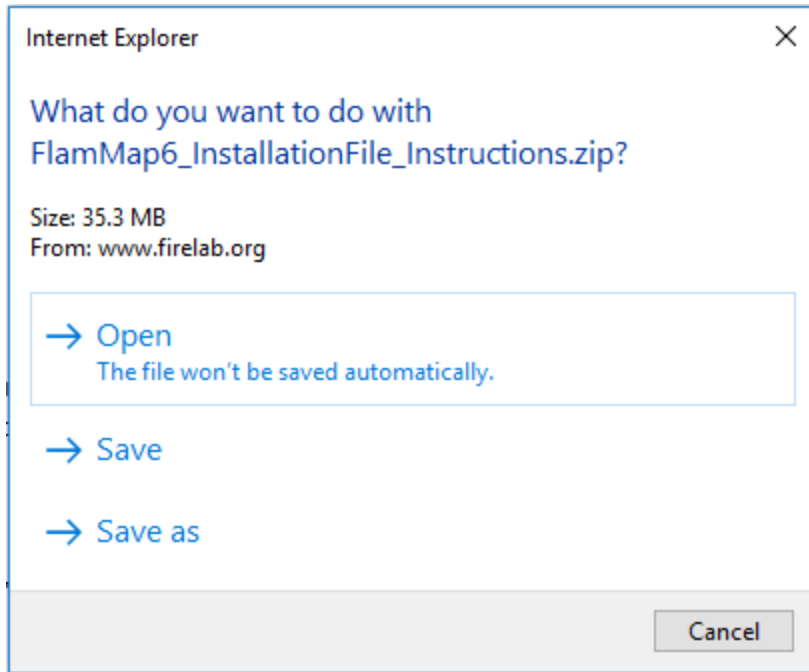 Internet Explorer
What do you want to do with
FlamMap6_InstallationFile_Instructions.zip?
Size: 35.3 MB
From: www.firelab.org
Open
The file won't be saved automatically.
Save
Save as
Cancel